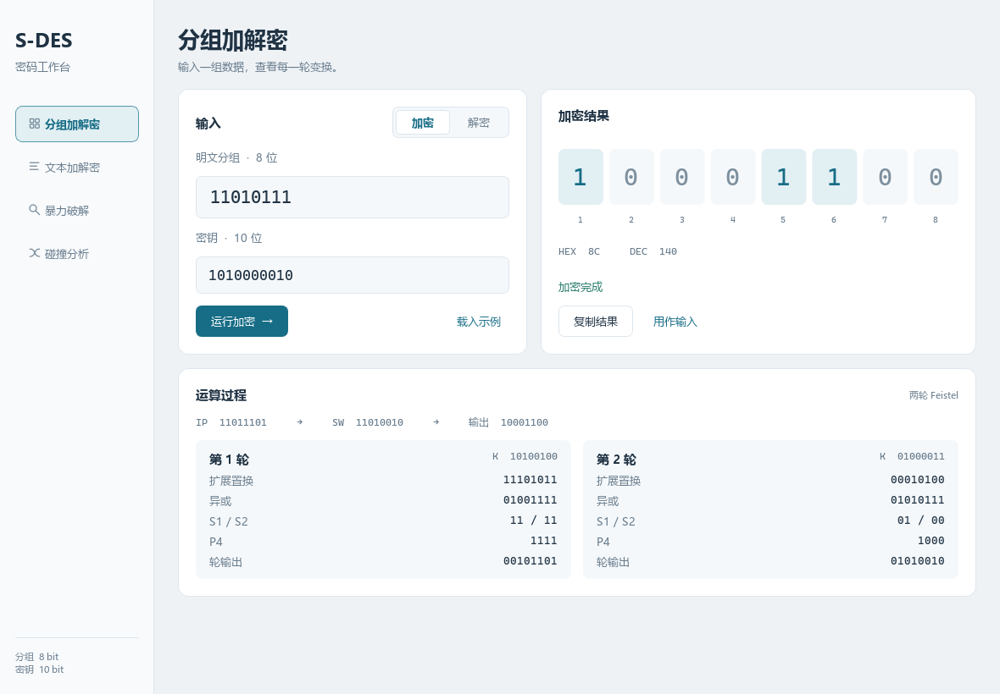 S-DES
密码工作台
分组加解密
文本加解密
暴力破解
碰撞分析
分组 8 bit
密钥 10 bit
分组加解密
输入一组数据，查看每一轮变换。
输入
加密 解密
明文分组 · 8 位
11010111
密钥 · 10 位
1010000010
运行加密 → 载入示例
加密结果
1 0 0 0 1 1 0 0
1 2 3 4 5 6 7 8
HEX 8C DEC 140
加密完成
复制结果 用作输入
运算过程 两轮 Feistel
IP 11011101 → SW 11010010 → 输出 10001100
第 1 轮 K 10100100
扩展置换 11101011
异或 01001111
S1 / S2 11 / 11
P4 1111
轮输出 00101101
第 2 轮 K 01000011
扩展置换 00010100
异或 01010111
S1 / S2 01 / 00
P4 1000
轮输出 01010010